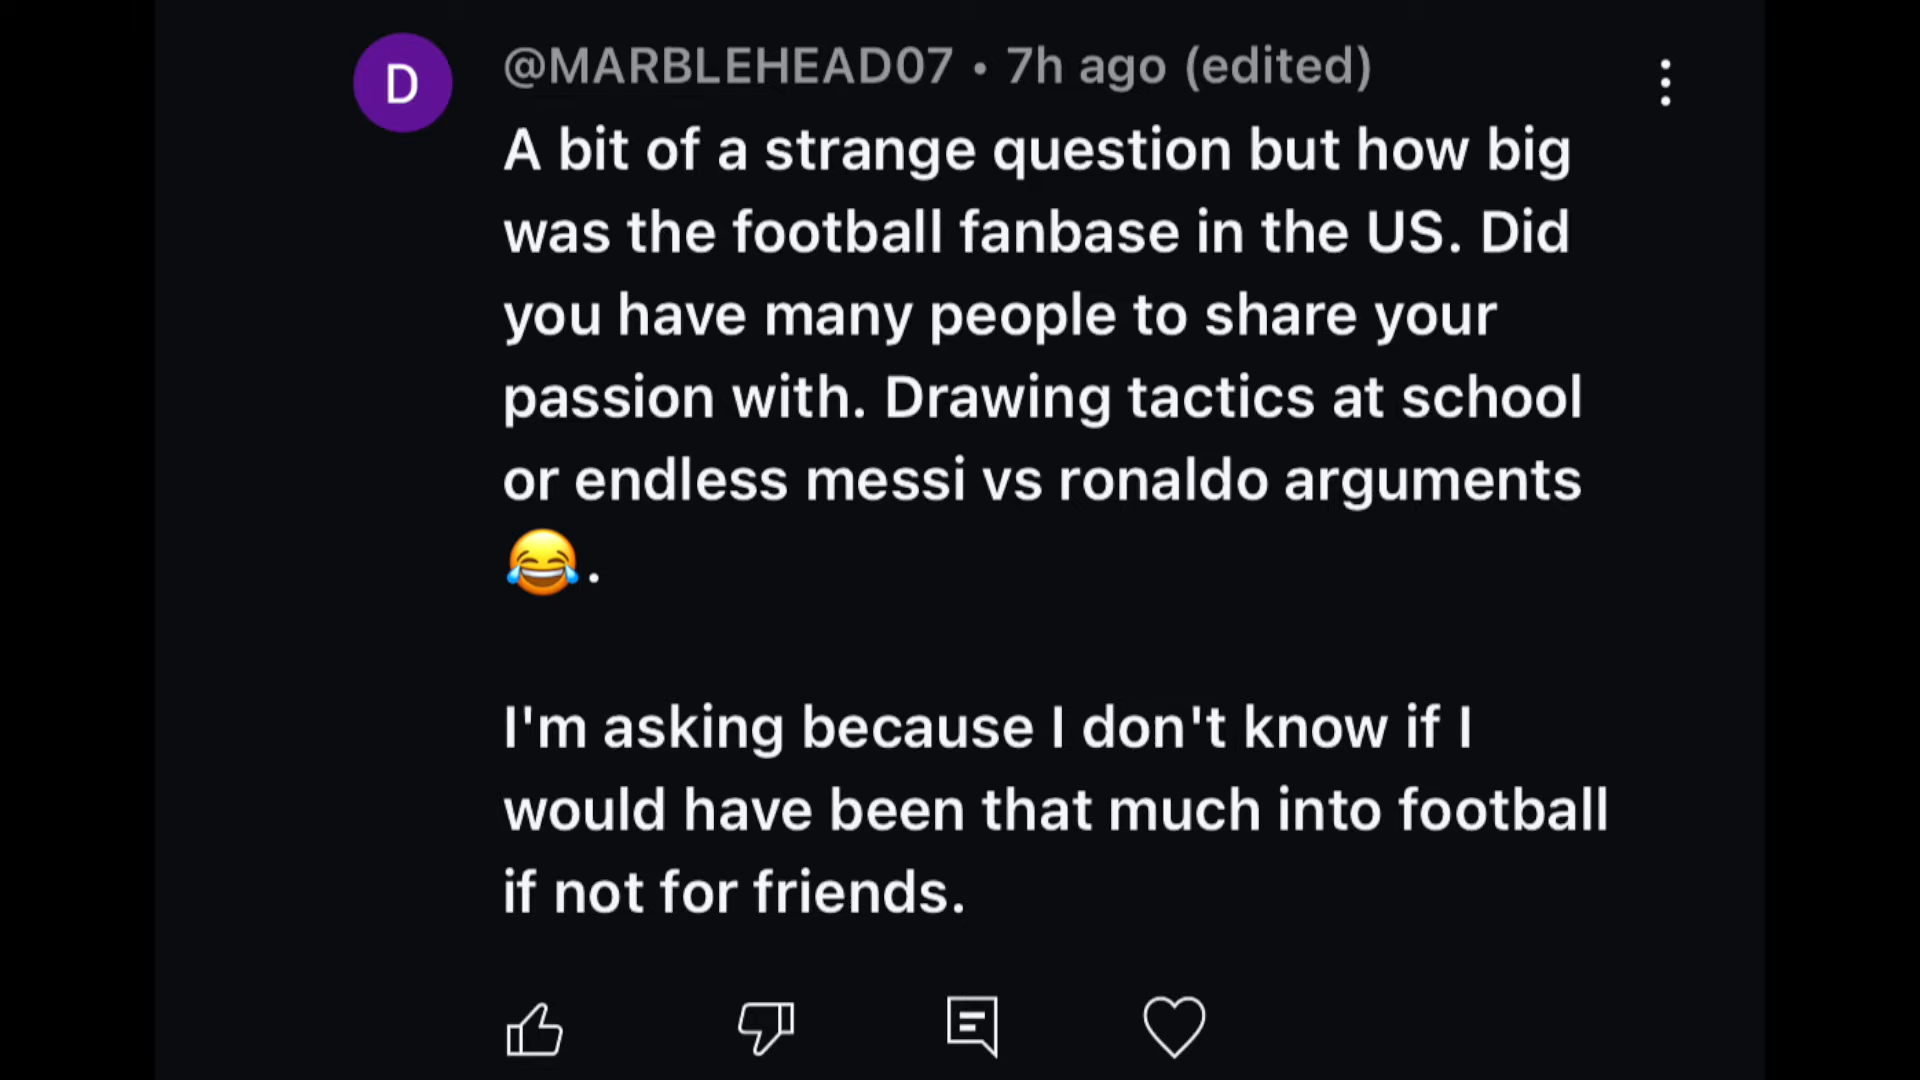 D
@MARBLEHEAD07 • 7h ago (edited)
A bit of a strange question but how big
was the football fanbase in the US. Did
you have many people to share your
passion with. Drawing tactics at school
or endless messi vs ronaldo arguments
😂.
I'm asking because I don't know if I
would have been that much into football
if not for friends.